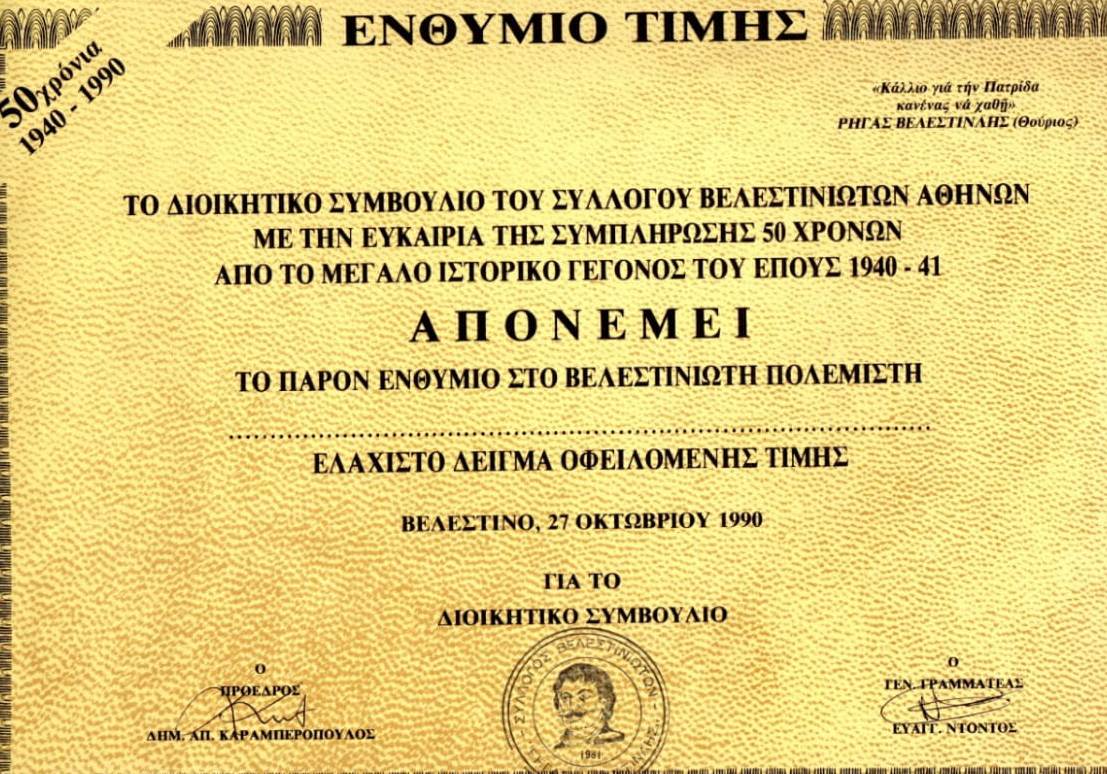 ΕΝΘΥΜΙΟ ΤΙΜΗΣ
50 χρόνια
1940 - 1990
«Κάλλιο γιά τήν Πατρίδα
κανένας νά χαθῇ»
ΡΗΓΑΣ ΒΕΛΕΣΤΙΝΛΗΣ (Θούριος)
ΤΟ ΔΙΟΙΚΗΤΙΚΟ ΣΥΜΒΟΥΛΙΟ ΤΟΥ ΣΥΛΛΟΓΟΥ ΒΕΛΕΣΤΙΝΙΩΤΩΝ ΑΘΗΝΩΝ
ΜΕ ΤΗΝ ΕΥΚΑΙΡΙΑ ΤΗΣ ΣΥΜΠΛΗΡΩΣΗΣ 50 ΧΡΟΝΩΝ
ΑΠΟ ΤΟ ΜΕΓΑΛΟ ΙΣΤΟΡΙΚΟ ΓΕΓΟΝΟΣ ΤΟΥ ΕΠΟΥΣ 1940 - 41
ΑΠΟΝΕΜΕΙ
ΤΟ ΠΑΡΟΝ ΕΝΘΥΜΙΟ ΣΤΟ ΒΕΛΕΣΤΙΝΙΩΤΗ ΠΟΛΕΜΙΣΤΗ
ΕΛΑΧΙΣΤΟ ΔΕΙΓΜΑ ΟΦΕΙΛΟΜΕΝΗΣ ΤΙΜΗΣ
ΒΕΛΕΣΤΙΝΟ, 27 ΟΚΤΩΒΡΙΟΥ 1990
ΓΙΑ ΤΟ
ΔΙΟΙΚΗΤΙΚΟ ΣΥΜΒΟΥΛΙΟ
Ο
ΠΡΟΕΔΡΟΣ
ΔΗΜ. ΑΠ. ΚΑΡΑΜΠΕΡΟΠΟΥΛΟΣ
ΣΥΛΛΟΓΟΣ ΒΕΛΕΣΤΙΝΙΩΤΩΝ
1981
Ο
ΓΕΝ. ΓΡΑΜΜΑΤΕΑΣ
ΕΥΑΓΓ. ΝΤΟΝΤΟΣ